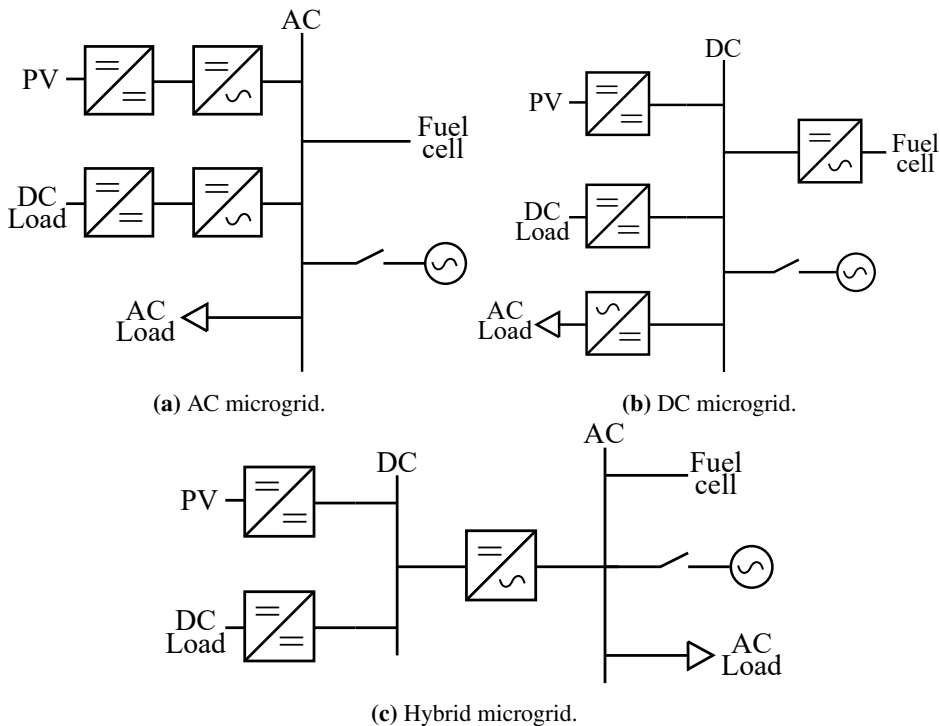 AC
PV
Fuel
cell
DC
Load
AC
Load
(a) AC microgrid.
DC
PV
Fuel
cell
DC
Load
AC
Load
(b) DC microgrid.
AC
DC
Fuel
cell
PV
DC
Load
AC
Load
(c) Hybrid microgrid.